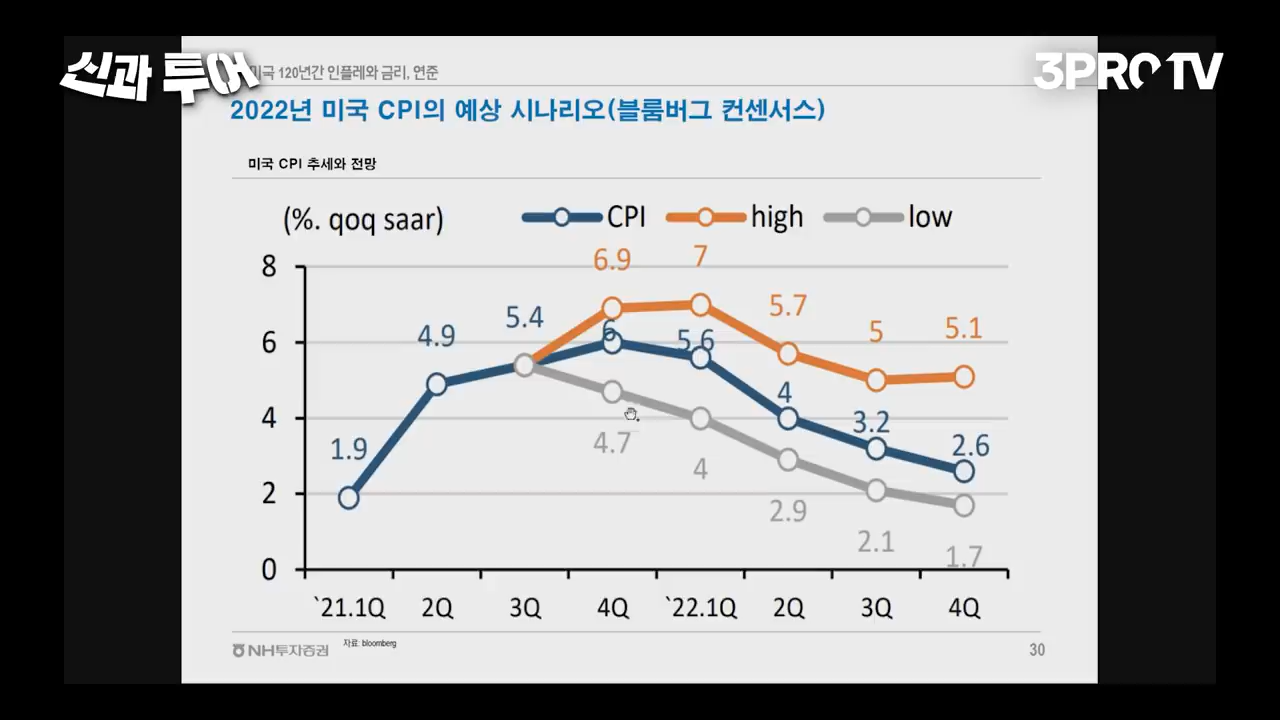 신과 투어
미국 120년간 인플레와 금리, 연준
3PROTV
2022년 미국 CPI의 예상 시나리오(블룸버그 컨센서스)
미국 CPI 추세와 전망
(%. qoq saar)
CPI
high
low
8
6
4
2
0
6.9
7
5.7
5
5.1
1.9
4.9
5.4
6
5.6
4
3.2
2.6
4.7
4
2.9
2.1
1.7
`21.1Q 2Q 3Q 4Q `22.1Q 2Q 3Q 4Q
NH투자증권
자료: bloomberg
30